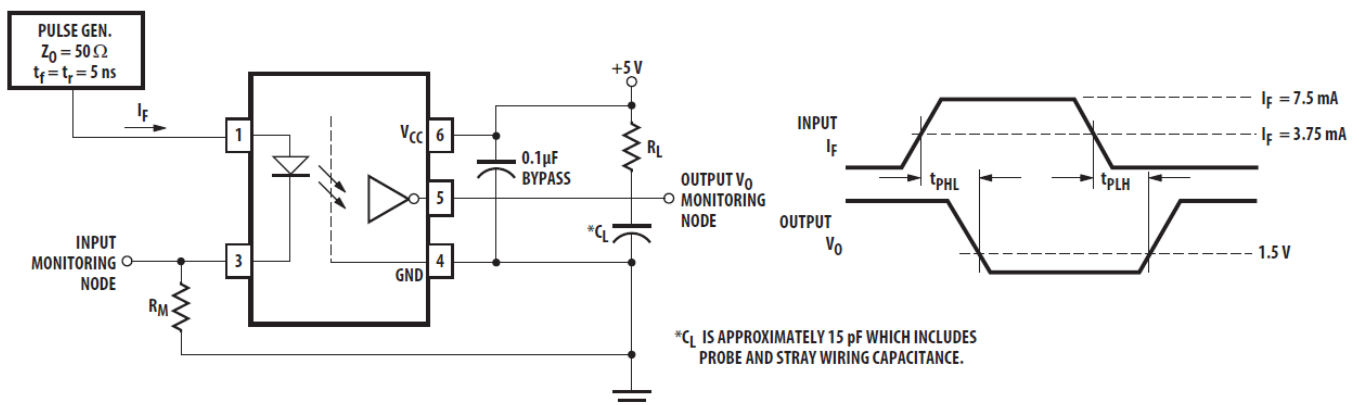 PULSE GEN.
Z0 = 50 Ω
tf = tr = 5 ns
IF
1
3
VCC
6
5
GND
4
0.1µF
BYPASS
+5 V
RL
*CL
OUTPUT VO
MONITORING
NODE
INPUT
MONITORING
NODE
RM
*CL IS APPROXIMATELY 15 pF WHICH INCLUDES
PROBE AND STRAY WIRING CAPACITANCE.
INPUT
IF
IF = 7.5 mA
IF = 3.75 mA
tPHL
tPLH
OUTPUT
VO
1.5 V